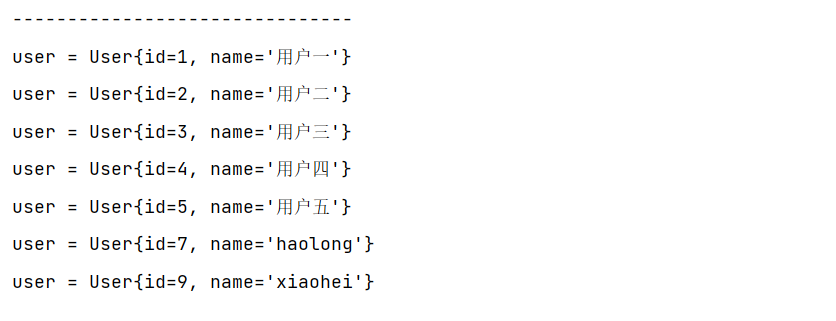 -------------------------------
user = User{id=1, name='用户一'}
user = User{id=2, name='用户二'}
user = User{id=3, name='用户三'}
user = User{id=4, name='用户四'}
user = User{id=5, name='用户五'}
user = User{id=7, name='haolong'}
user = User{id=9, name='xiaohei'}